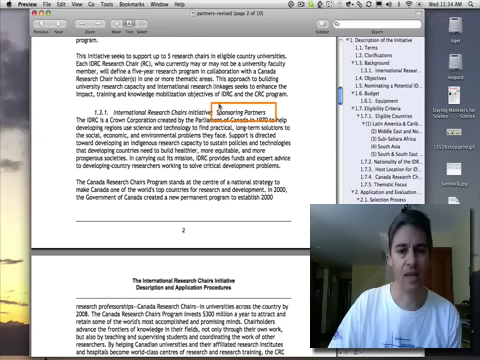 Preview File Edit View Go Tools Bookmarks Window Help
Wed 11:34 AM
partners-revised (page 2 of 10)
program.
This initiative seeks to support up to 5 research chairs in eligible country universities.
Each IDRC Research Chair (RC), who currently may or may not be a university faculty
member, will define a five-year research program in collaboration with a Canada
Research Chair holder(s) in one or more thematic areas. This approach to building
university research capacity and international research linkages seeks to enhance the
impact, training and knowledge mobilization objectives of IDRC and the CRC program.
1.3.1. International Research Chairs Initiative Sponsoring Partners
The IDRC is a Crown Corporation created by the Parliament of Canada in 1970 to help
developing regions use science and technology to find practical, long-term solutions to
the social, economic, and environmental problems they face. Support is directed
toward developing an indigenous research capacity to sustain policies and technologies
that developing countries need to build healthier, more equitable, and more
prosperous societies. In carrying out its mission, IDRC provides funds and expert advice
to developing-country researchers working to solve critical development problems.
The Canada Research Chairs Program stands at the centre of a national strategy to
make Canada one of the world's top countries for research and development. In 2000,
the Government of Canada created a new permanent program to establish 2000
2
The International Research Chairs Initiative
Description and Application Procedures
research professorships—Canada Research Chairs—in universities across the country by
2008. The Canada Research Chairs Program invests $300 million a year to attract and
retain some of the world's most accomplished and promising minds. Chairholders
advance the frontiers of knowledge in their fields, not only through their own work,
but also by teaching and supervising students and coordinating the work of other
researchers. By helping Canadian universities and their affiliated research institutes
and hospitals become world-class centres of research and research training, the CRC
1. Description of the Initiative
1.1. Terms
1.2. Clarifications
1.3. Background
1.3.1. International Resear
1.4. Objectives
1.5. Nominating a Potential ID
1.6. Budget
1.6.1. Equipment
1.7. Eligibility Criteria
1.7.1. Eligible Countries
(1) Latin America & Carib
(2) Middle East and No
(3) Sub-Sahara Africa
(4) South Asia
(5) South & South-East
1.7.2. Nationality of the IDR
1.7.3. Host Location for ID
1.7.4. Canada Research Cha
1.7.5. Thematic Focus
2. Application and Evaluation
2.1. Selection Process
tiger
leopard
Slaying Monsters for
Science